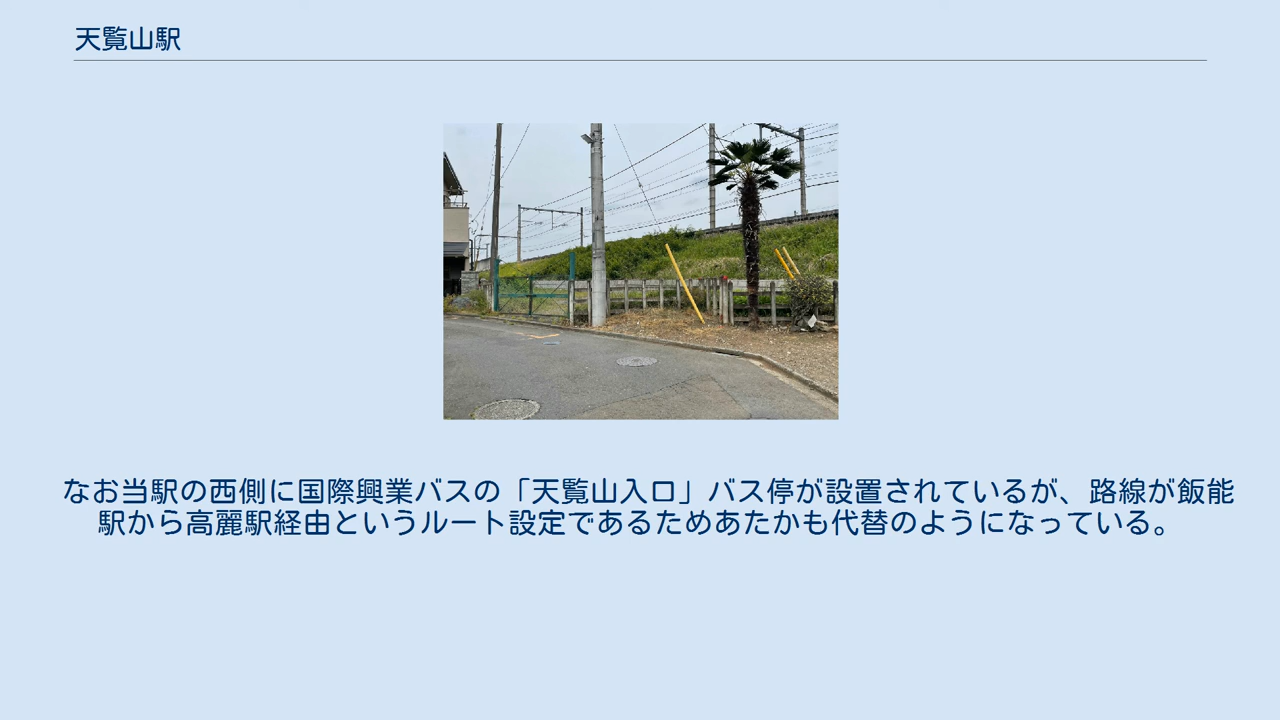 天覧山駅
なお当駅の西側に国際興業バスの「天覧山入口」バス停が設置されているが、路線が飯能
駅から高麗駅経由というルート設定であるためあたかも代替のようになっている。